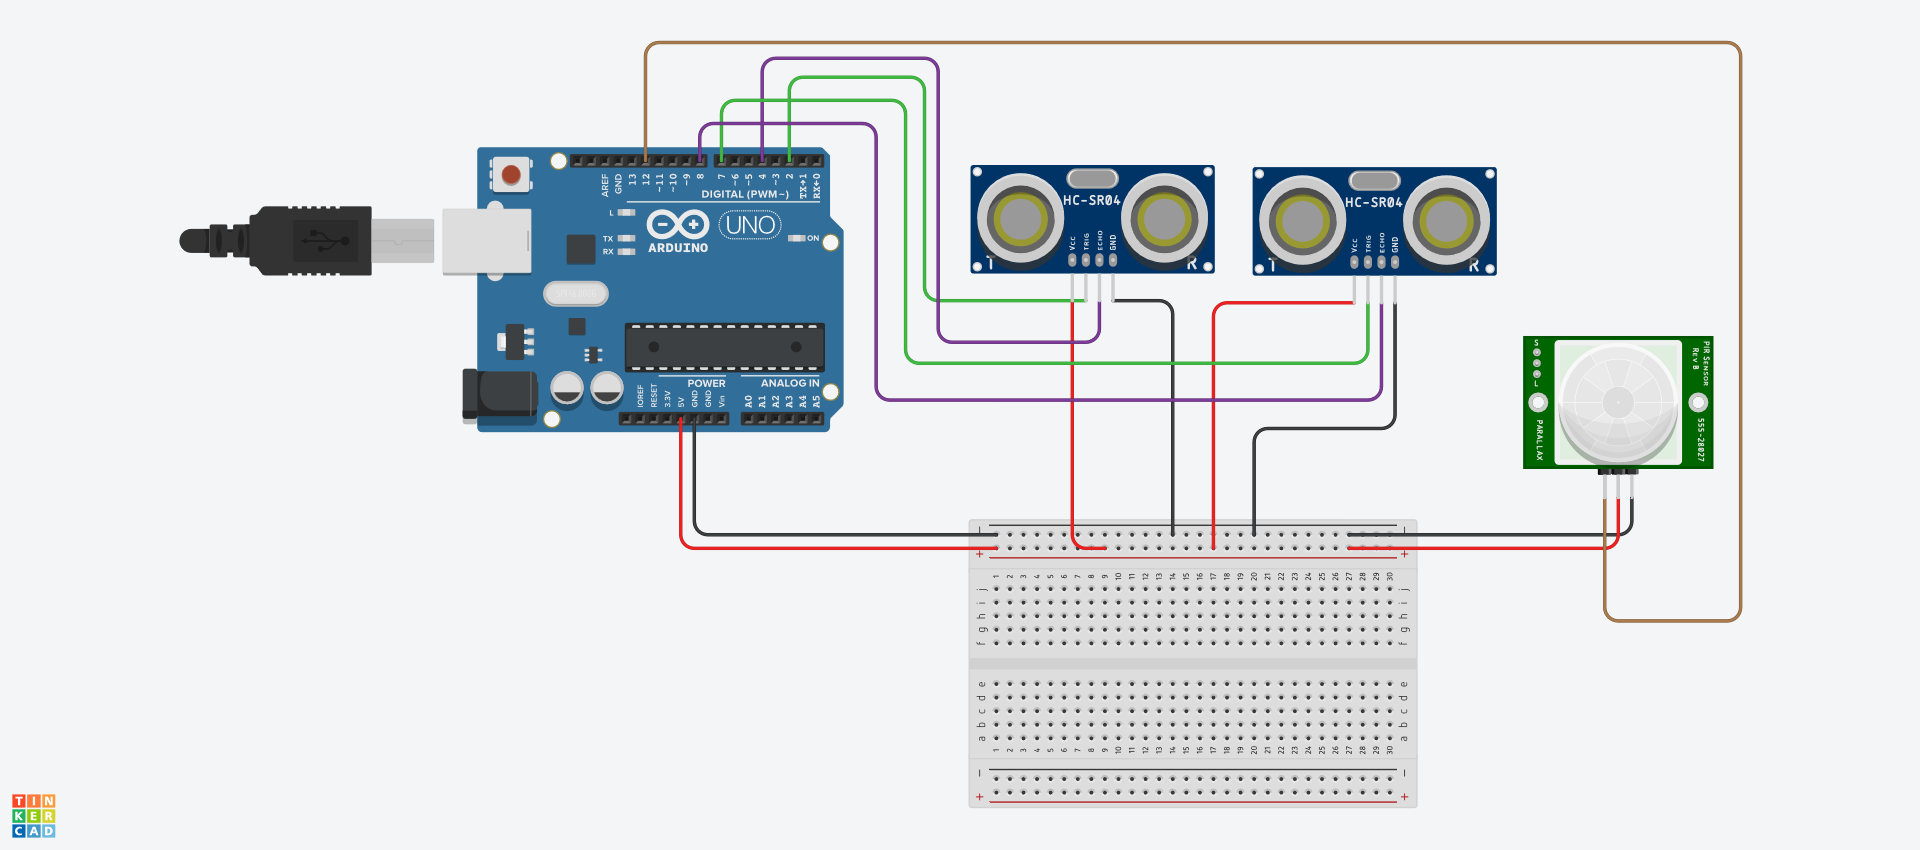 AREF
GND
13
12
~11
~10
~9
8
7
~6
~5
4
~3
2
TX→1
RX←0
DIGITAL (PWM~)
L
TX
RX
ARDUINO
UNO
ON
POWER
ANALOG IN
IOREF
RESET
3.3V
5V
GND
GND
Vin
A0
A1
A2
A3
A4
A5
HC-SR04
Vcc
TRIG
ECHO
GND
T
R
HC-SR04
Vcc
TRIG
ECHO
GND
T
R
S
L
PARALLAX
PIR SENSOR
Rev B
555-28027
− −
+ +
1 2 3 4 5 6 7 8 9 10 11 12 13 14 15 16 17 18 19 20 21 22 23 24 25 26 27 28 29 30
j j
i i
h h
g g
f f
e e
d d
c c
b b
a a
1 2 3 4 5 6 7 8 9 10 11 12 13 14 15 16 17 18 19 20 21 22 23 24 25 26 27 28 29 30
− −
+ +
TIN
KER
CAD